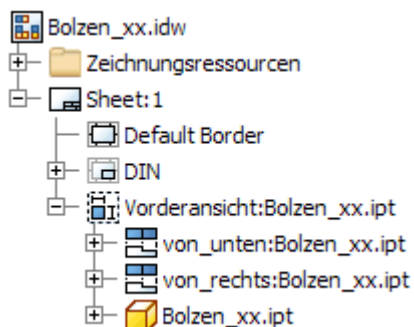 Bolzen_xx.idw
Zeichnungsressourcen
Sheet:1
Default Border
DIN
Vorderansicht:Bolzen_xx.ipt
von_unten:Bolzen_xx.ipt
von_rechts:Bolzen_xx.ipt
Bolzen_xx.ipt